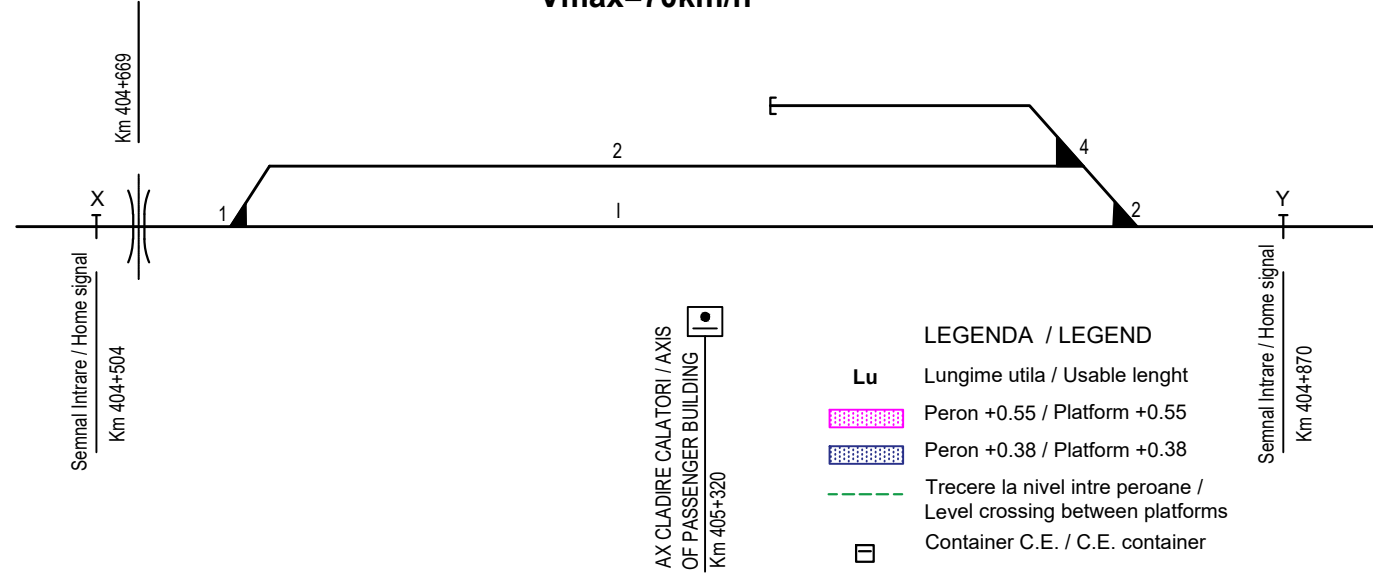 Vmax=70km/h
Km 404+669
2
4
X
1
I
2
Y
Semnal Intrare / Home signal
Km 404+504
AX CLADIRE CALATORI / AXIS
OF PASSENGER BUILDING
Km 405+320
LEGENDA / LEGEND
Lu Lungime utila / Usable lenght
Peron +0.55 / Platform +0.55
Peron +0.38 / Platform +0.38
Trecere la nivel intre peroane /
Level crossing between platforms
Container C.E. / C.E. container
Semnal Intrare / Home signal
Km 404+870